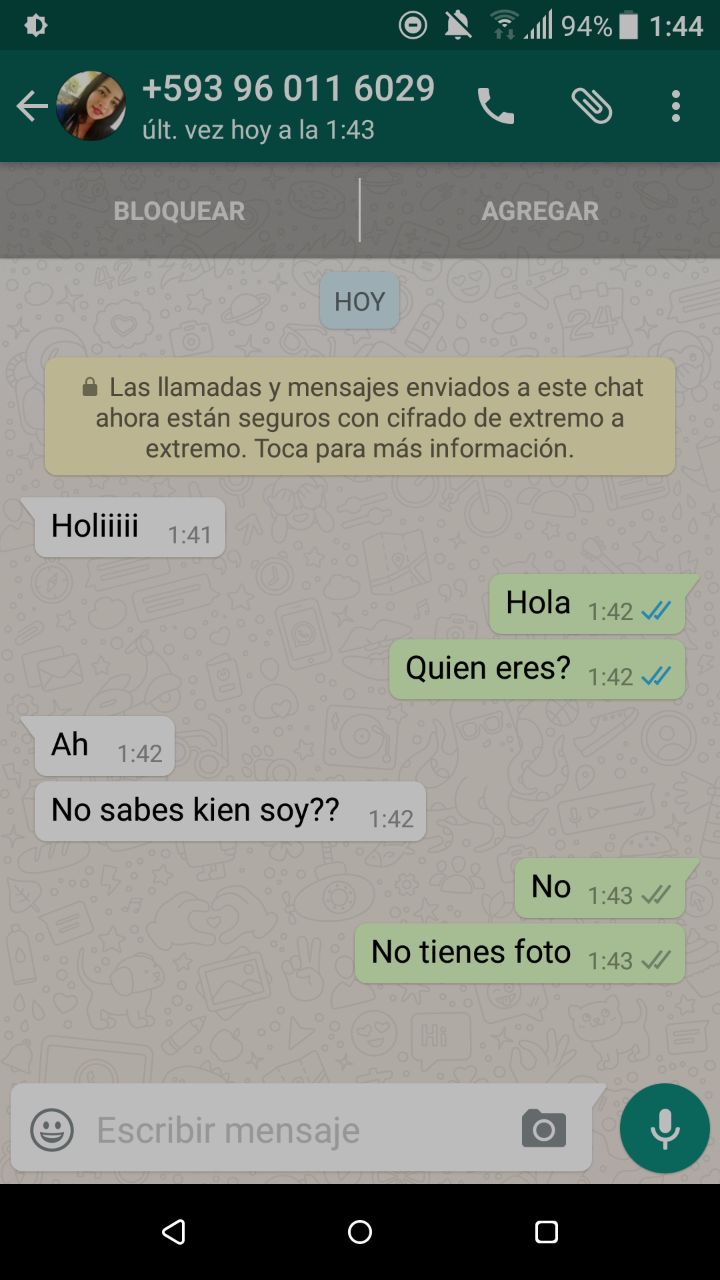 94% 1:44
+593 96 011 6029
últ. vez hoy a la 1:43
BLOQUEAR
AGREGAR
HOY
Las llamadas y mensajes enviados a este chat
ahora están seguros con cifrado de extremo a
extremo. Toca para más información.
Holiiiii 1:41
Hola 1:42
Quien eres? 1:42
Ah 1:42
No sabes kien soy?? 1:42
No 1:43
No tienes foto 1:43
Escribir mensaje